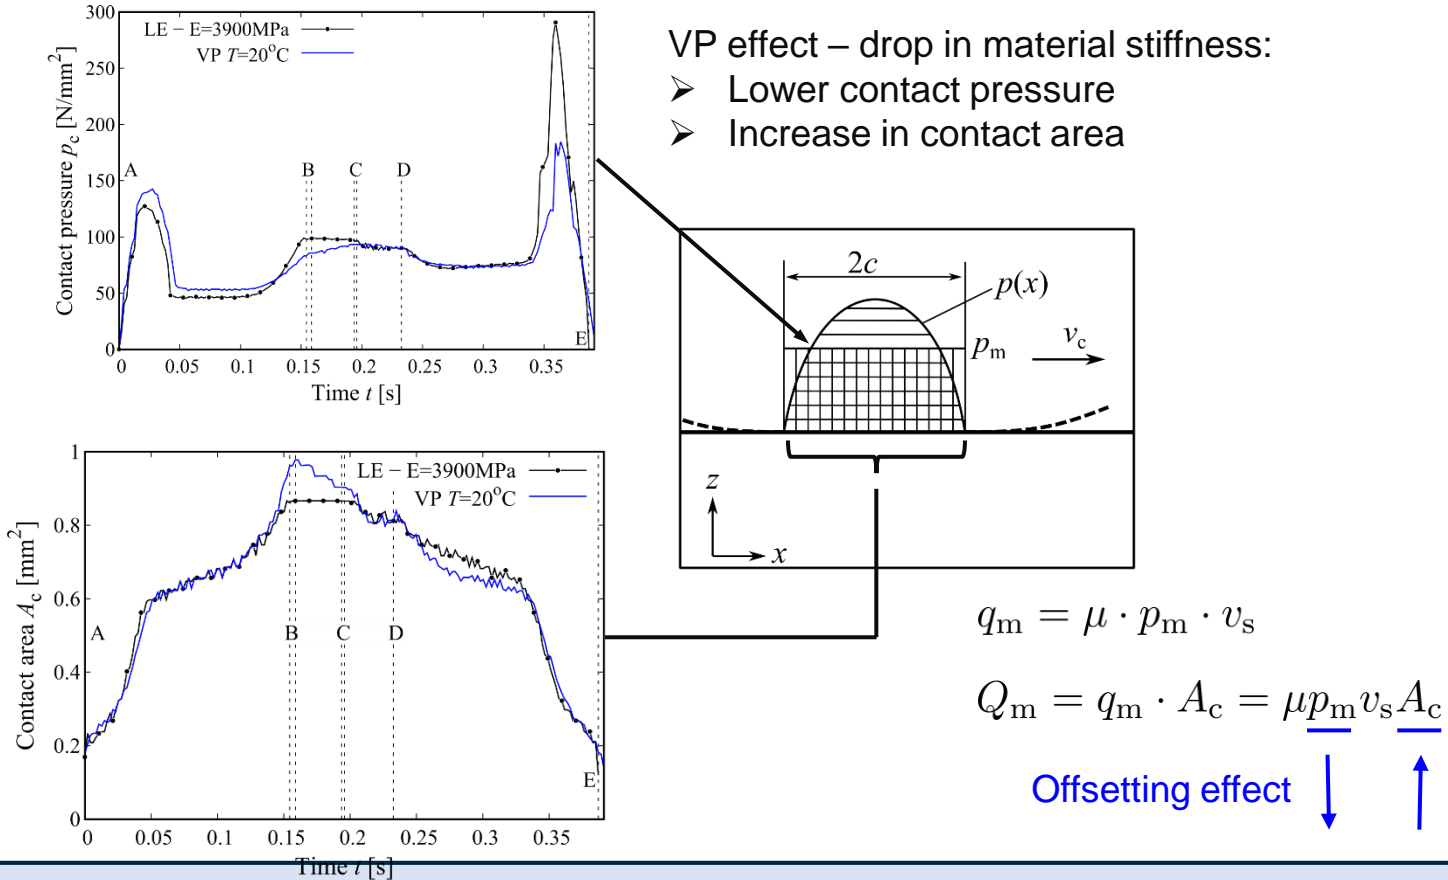 VP effect – drop in material stiffness:
➢ Lower contact pressure
➢ Increase in contact area
300
250
200
150
100
50
0
Contact pressure p_c [N/mm²]
LE − E=3900MPa
VP T=20°C
A
B
C
D
E
0 0.05 0.1 0.15 0.2 0.25 0.3 0.35
Time t [s]
2c
p(x)
p_m
v_c
z
x
1
0.8
0.6
0.4
0.2
0
Contact area A_c [mm²]
LE − E=3900MPa
VP T=20°C
A
B
C
D
E
0 0.05 0.1 0.15 0.2 0.25 0.3 0.35
Time t [s]
q_m = μ · p_m · v_s
Q_m = q_m · A_c = μp_mv_sA_c
Offsetting effect